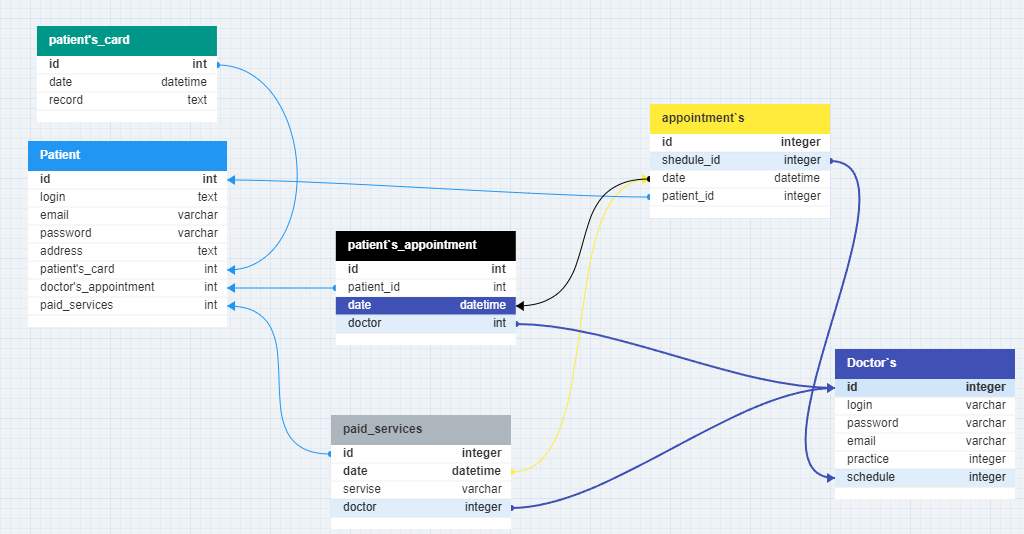 patient's_card
id int
date datetime
record text
Patient
id int
login text
email varchar
password varchar
address text
patient's_card int
doctor's_appointment int
paid_services int
patient`s_appointment
id int
patient_id int
date datetime
doctor int
paid_services
id integer
date datetime
servise varchar
doctor integer
appointment`s
id integer
shedule_id integer
date datetime
patient_id integer
Doctor`s
id integer
login varchar
password varchar
email varchar
practice integer
schedule integer